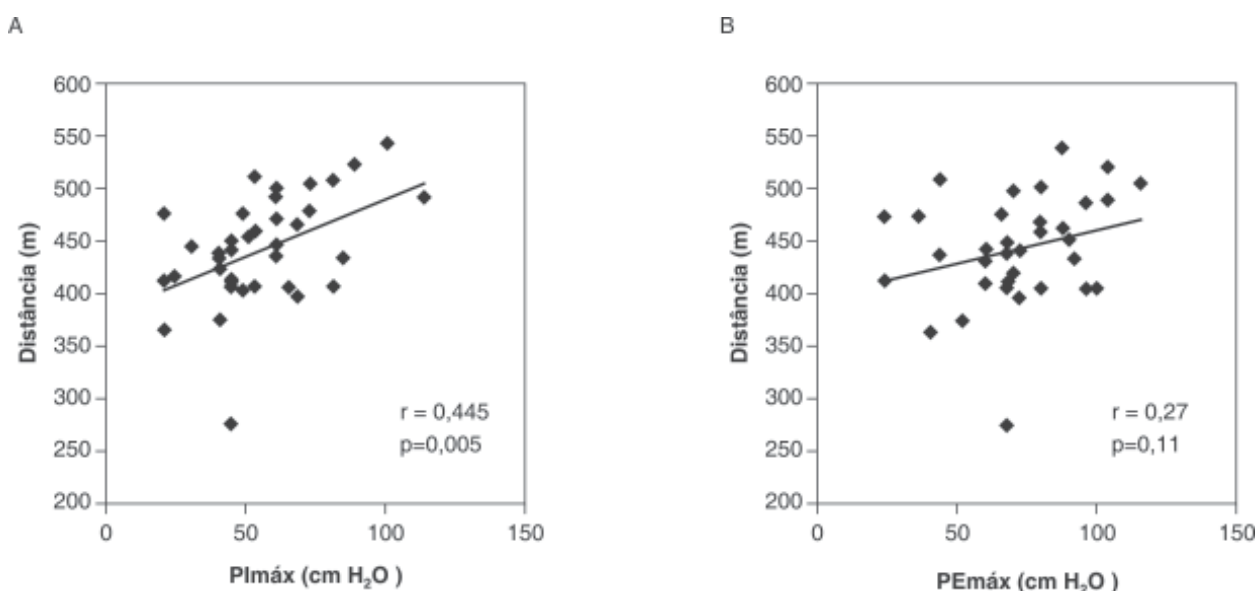 A
600
550
500
450
400
350
300
250
200
Distância (m)
0
50
100
150
PImáx (cm H₂O )
r = 0,445
p=0,005
B
600
550
500
450
400
350
300
250
200
Distância (m)
0
50
100
150
PEmáx (cm H₂O )
r = 0,27
p=0,11